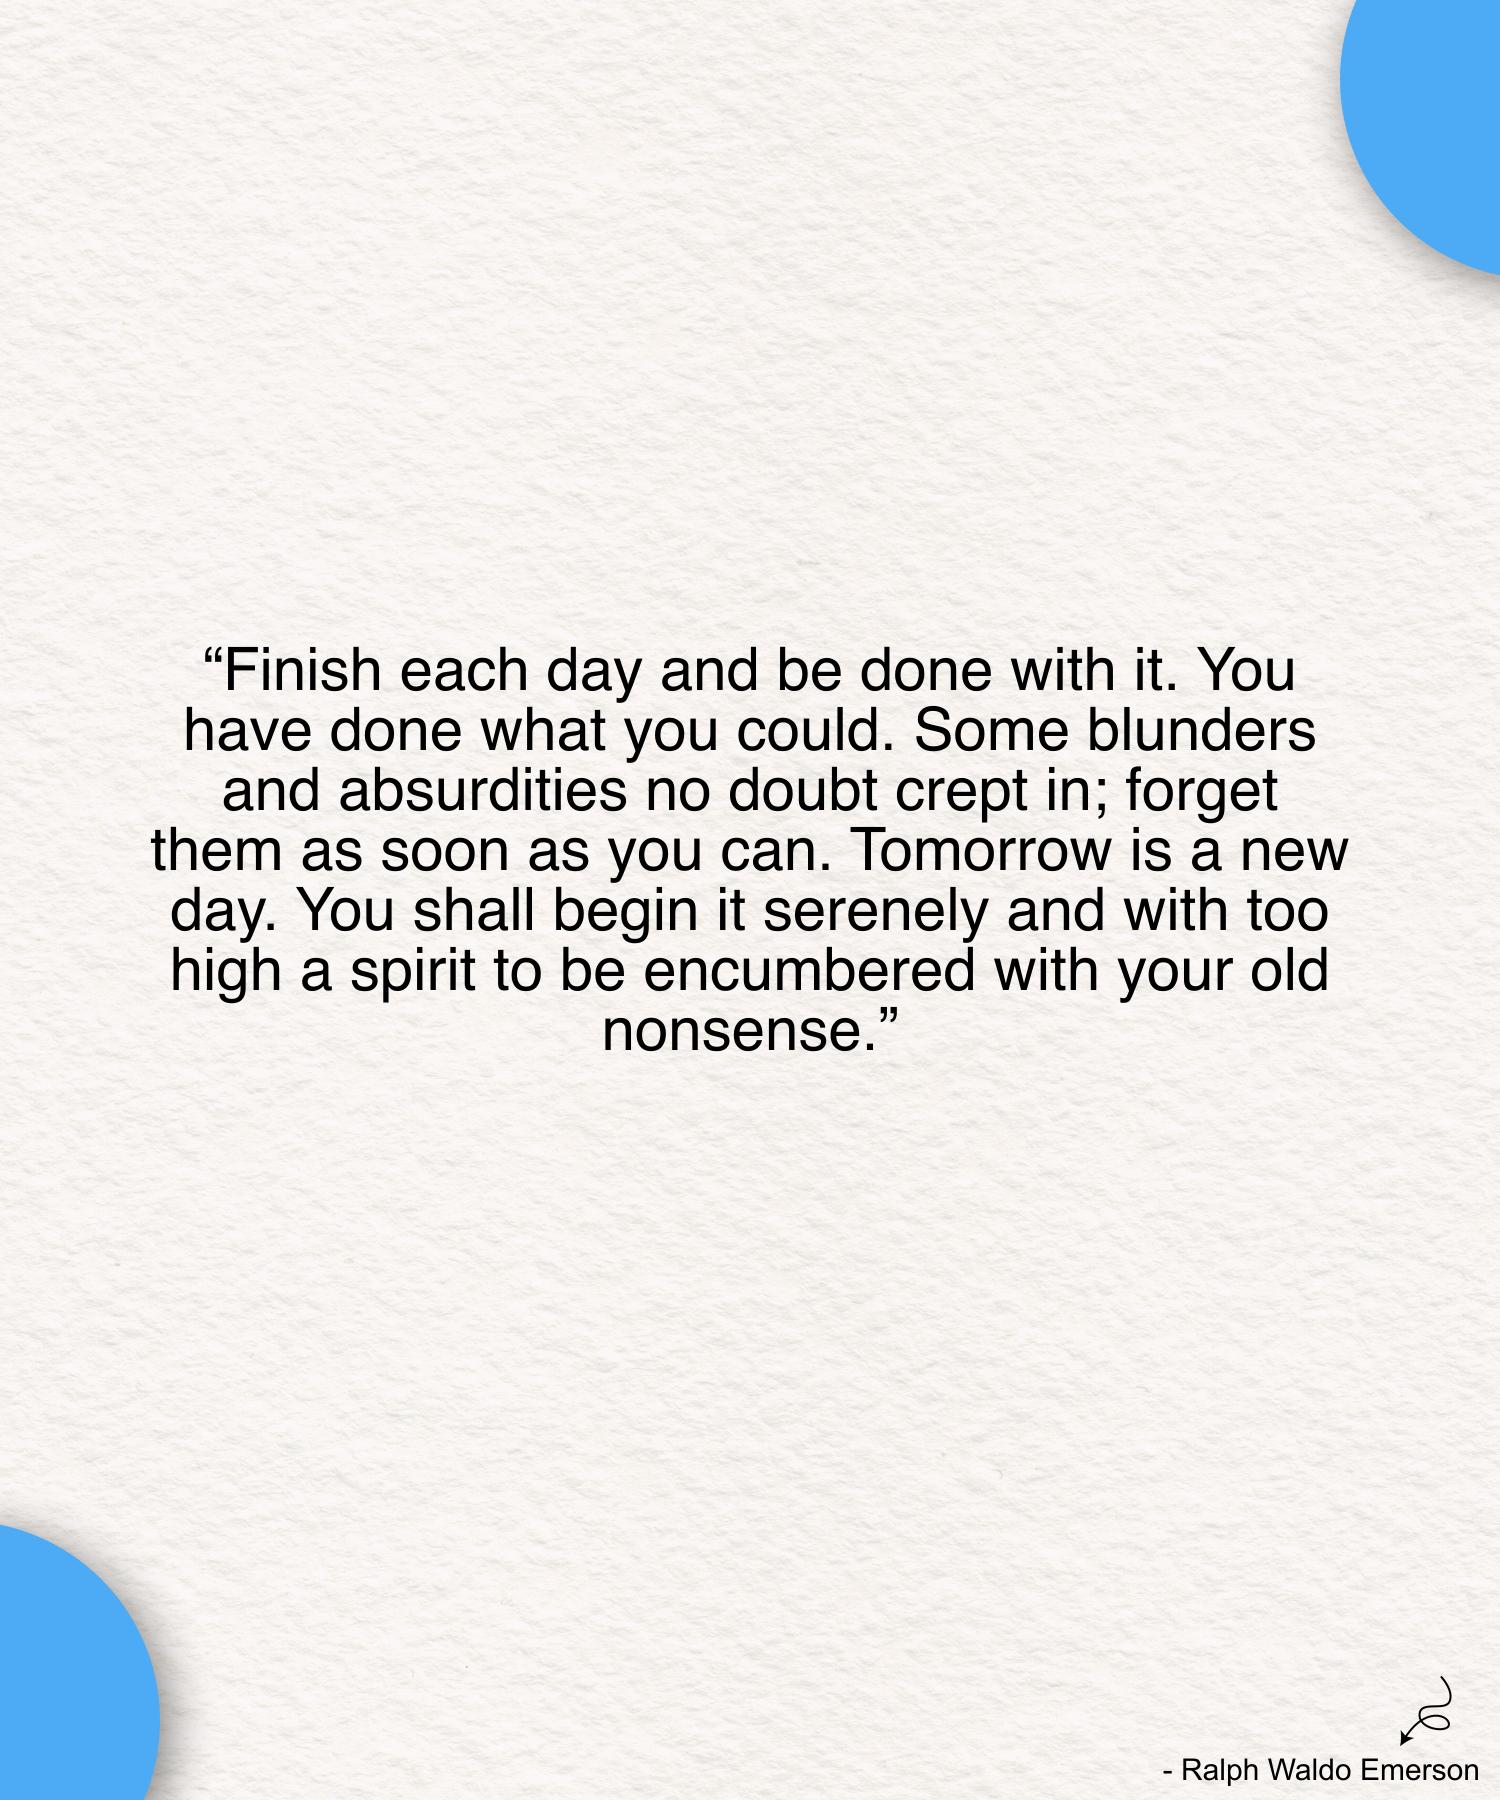 “Finish each day and be done with it. You
have done what you could. Some blunders
and absurdities no doubt crept in; forget
them as soon as you can. Tomorrow is a new
day. You shall begin it serenely and with too
high a spirit to be encumbered with your old
nonsense.”
- Ralph Waldo Emerson